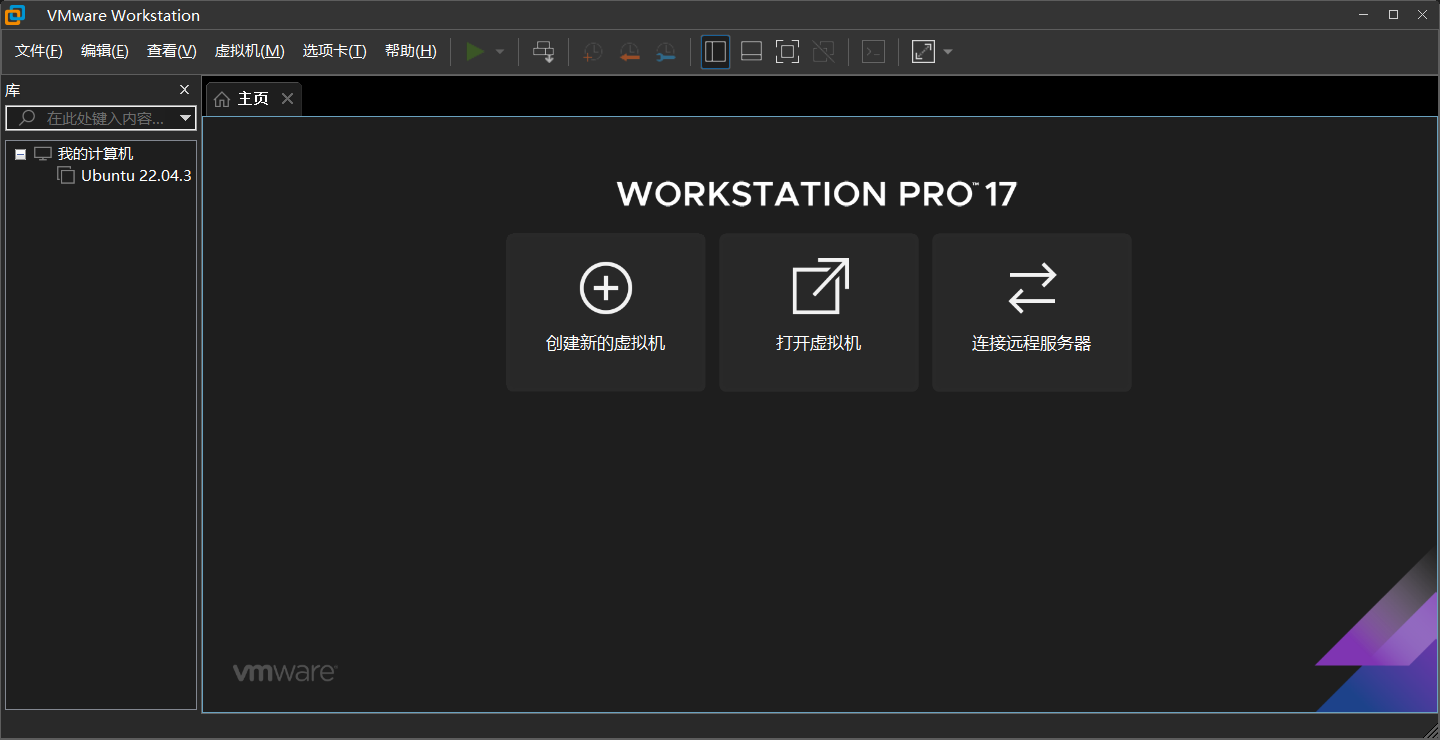 VMware Workstation
文件(F) 编辑(E) 查看(V) 虚拟机(M) 选项卡(T) 帮助(H)
库
主页
在此处键入内容...
我的计算机
Ubuntu 22.04.3
WORKSTATION PRO™ 17
创建新的虚拟机 打开虚拟机 连接远程服务器
vmware®